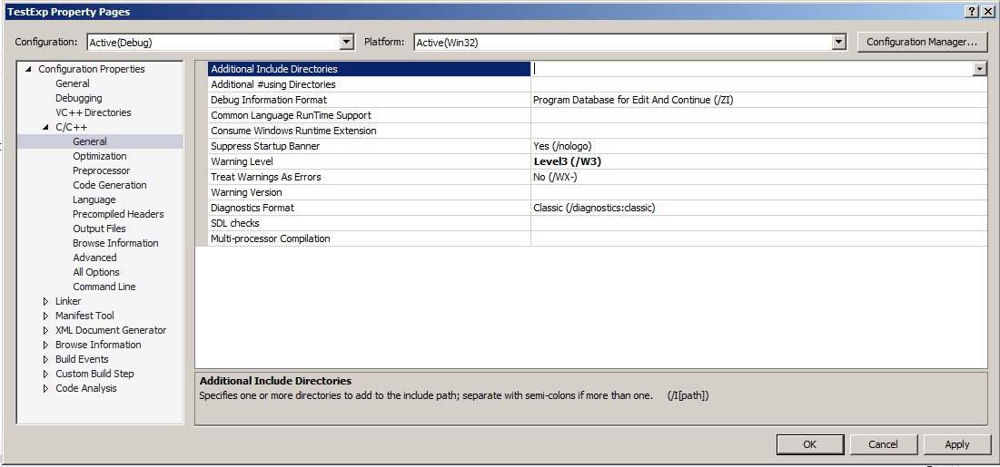 TestExp Property Pages
Configuration: Active(Debug) Platform: Active(Win32) Configuration Manager...
Configuration Properties
General
Debugging
VC++ Directories
C/C++
General
Optimization
Preprocessor
Code Generation
Language
Precompiled Headers
Output Files
Browse Information
Advanced
All Options
Command Line
Linker
Manifest Tool
XML Document Generator
Browse Information
Build Events
Custom Build Step
Code Analysis
Additional Include Directories
Additional #using Directories
Debug Information Format Program Database for Edit And Continue (/ZI)
Common Language RunTime Support
Consume Windows Runtime Extension
Suppress Startup Banner Yes (/nologo)
Warning Level Level3 (/W3)
Treat Warnings As Errors No (/WX-)
Warning Version
Diagnostics Format Classic (/diagnostics:classic)
SDL checks
Multi-processor Compilation
Additional Include Directories
Specifies one or more directories to add to the include path; separate with semi-colons if more than one. (/I[path])
OK Cancel Apply